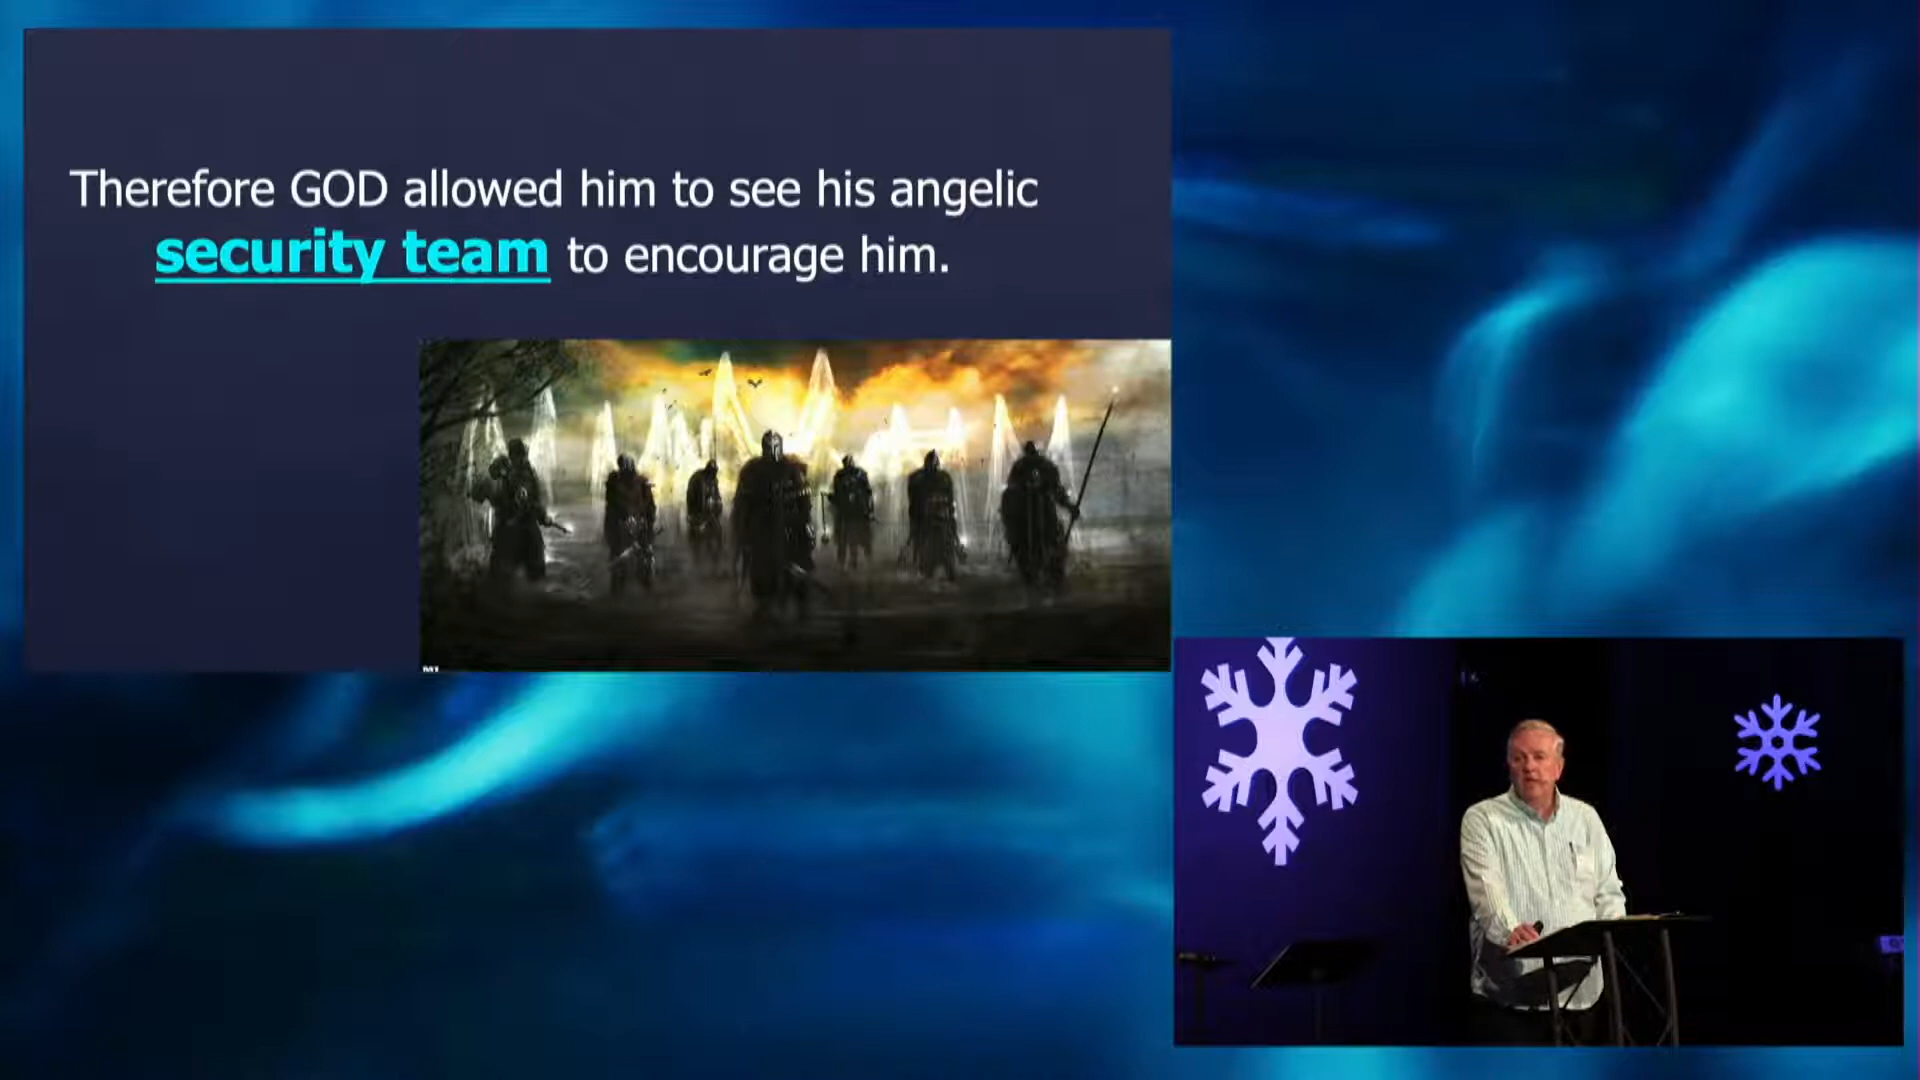 Therefore GOD allowed him to see his angelic
security team to encourage him.